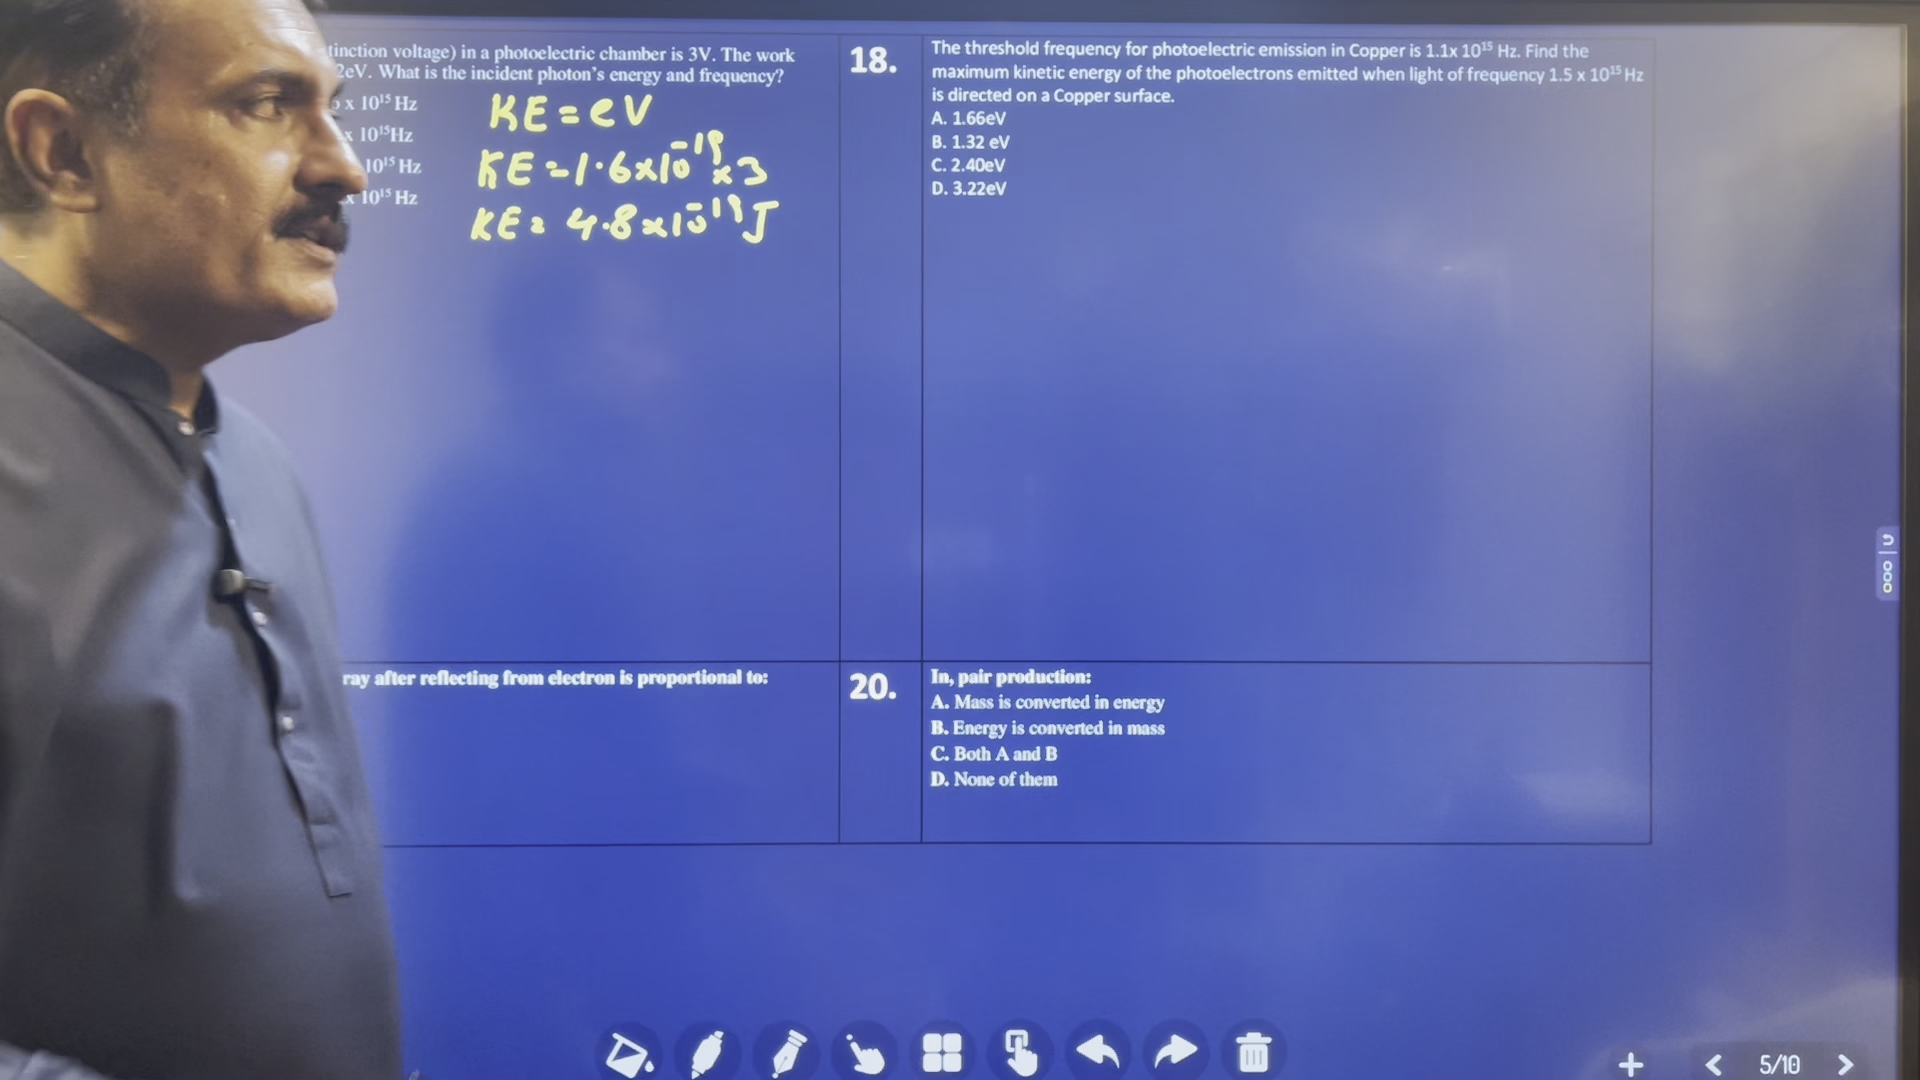 tinction voltage) in a photoelectric chamber is 3V. The work
2eV. What is the incident photon's energy and frequency?
x 10¹⁵ Hz
x 10¹⁵Hz
10¹⁵ Hz
x 10¹⁵ Hz
KE = eV
KE = 1.6x10⁻¹⁹ x 3
KE = 4.8 x 10⁻¹⁹ J
18.
The threshold frequency for photoelectric emission in Copper is 1.1x 10¹⁵ Hz. Find the
maximum kinetic energy of the photoelectrons emitted when light of frequency 1.5 x 10¹⁵ Hz
is directed on a Copper surface.
A. 1.66eV
B. 1.32 eV
C. 2.40eV
D. 3.22eV
ray after reflecting from electron is proportional to:
20.
In, pair production:
A. Mass is converted in energy
B. Energy is converted in mass
C. Both A and B
D. None of them
5/10